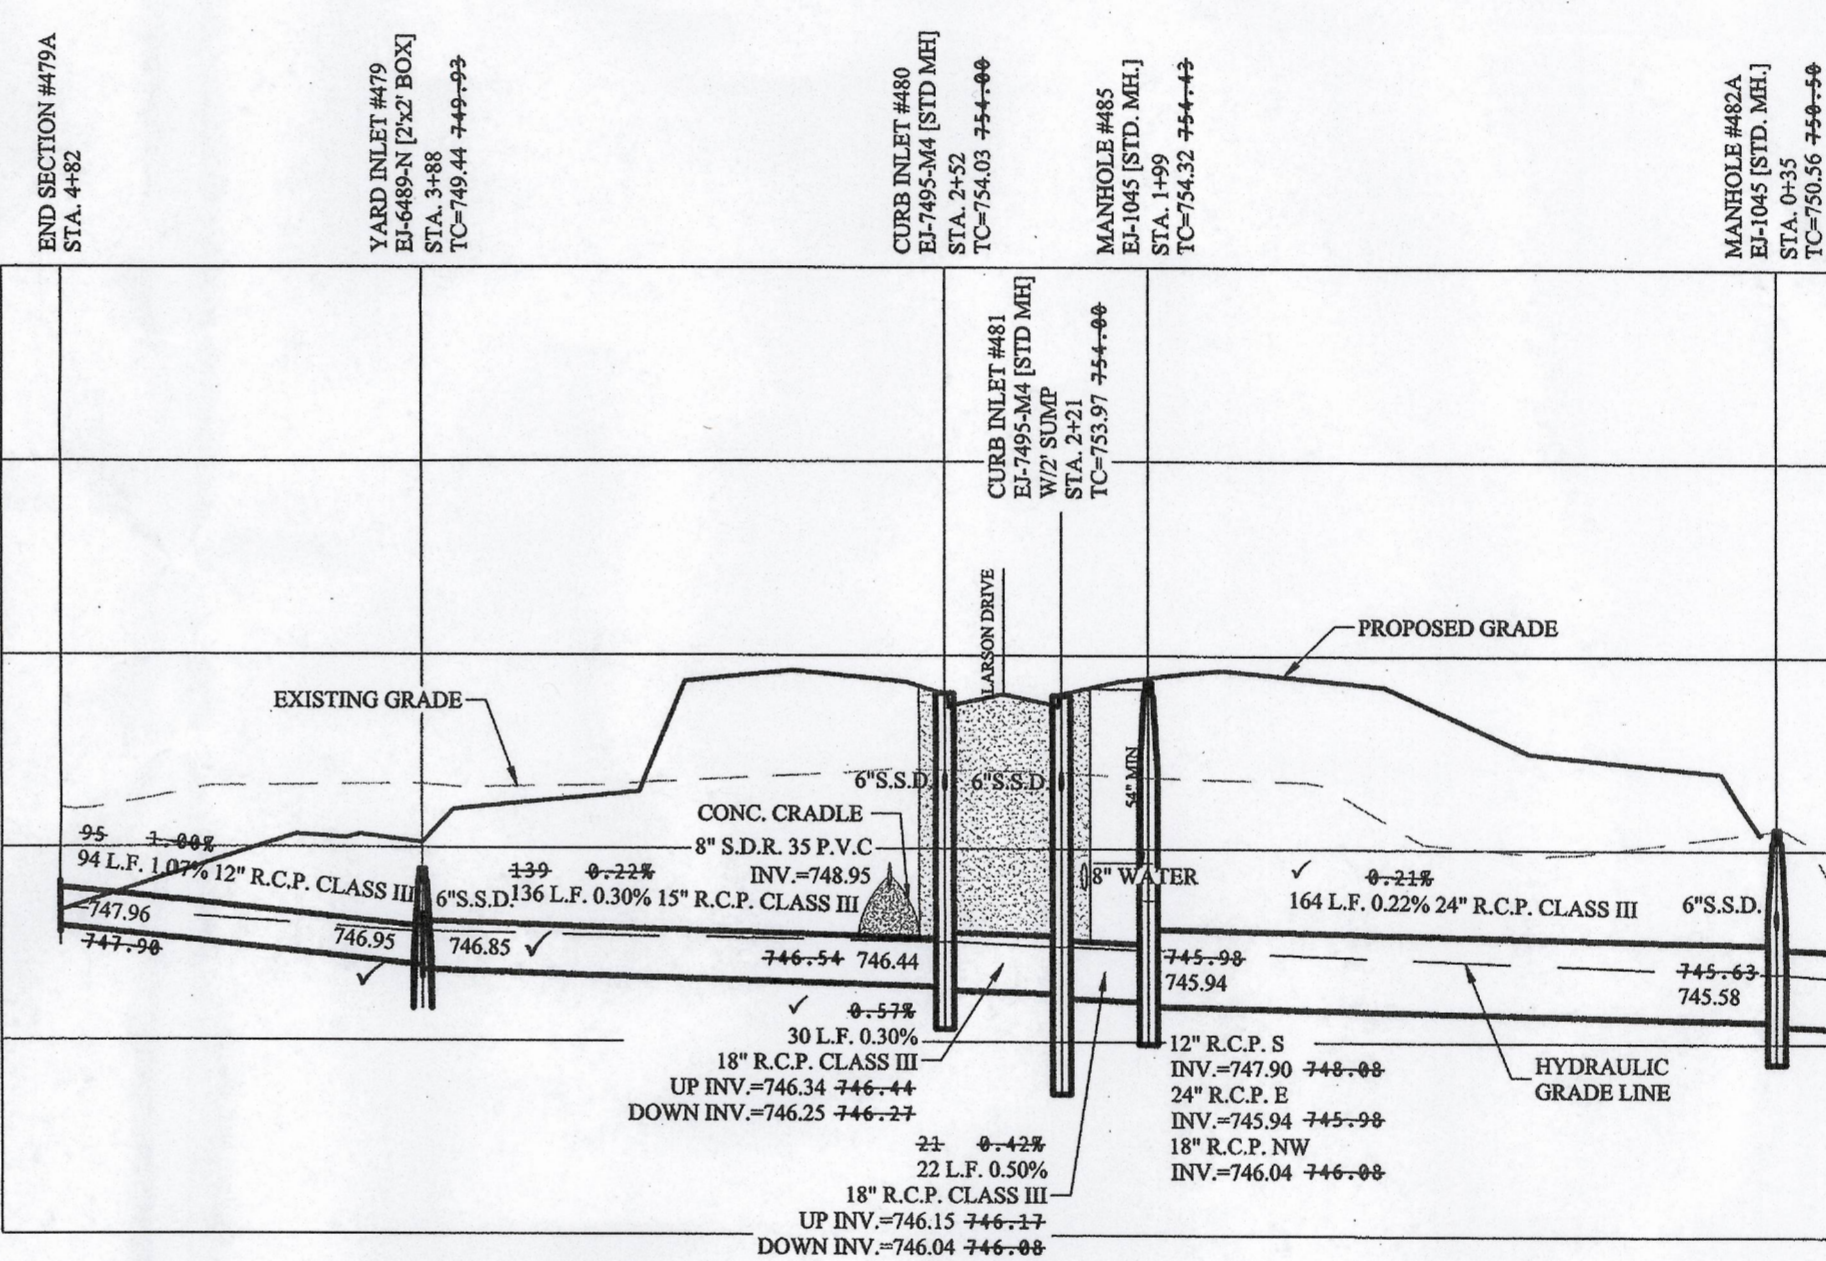 END SECTION #479A
STA. 4+82
YARD INLET #479
EJ-6489-N [2'x2' BOX]
STA. 3+88
TC=749.44 749.93
CURB INLET #480
EJ-7495-M4 [STD MH]
STA. 2+52
TC=754.03 754.00
MANHOLE #485
EJ-1045 [STD. MH.]
STA. 1+99
TC=754.32 754.43
MANHOLE #482A
EJ-1045 [STD. MH.]
STA. 0+35
TC=750.56 750.50
CURB INLET #481
EJ-7495-M4 [STD MH]
W/2' SUMP
STA. 2+21
TC=753.97 754.00
LARSON DRIVE
PROPOSED GRADE
EXISTING GRADE
6"S.S.D.
6"S.S.D.
54" MIN
CONC. CRADLE
8" S.D.R. 35 P.V.C
INV.=748.95
95 1.00%
94 L.F. 1.07% 12" R.C.P. CLASS III
6"S.S.D.
139 0.22%
136 L.F. 0.30% 15" R.C.P. CLASS III
8" WATER
✓ 0.21%
164 L.F. 0.22% 24" R.C.P. CLASS III
6"S.S.D.
747.96
747.90
746.95
✓
746.85 ✓
746.54 746.44
745.98
745.94
745.63
745.58
✓ 0.57%
30 L.F. 0.30%
18" R.C.P. CLASS III
UP INV.=746.34 746.44
DOWN INV.=746.25 746.27
21 0.42%
22 L.F. 0.50%
18" R.C.P. CLASS III
UP INV.=746.15 746.17
DOWN INV.=746.04 746.08
12" R.C.P. S
INV.=747.90 748.08
24" R.C.P. E
INV.=745.94 745.98
18" R.C.P. NW
INV.=746.04 746.08
HYDRAULIC
GRADE LINE